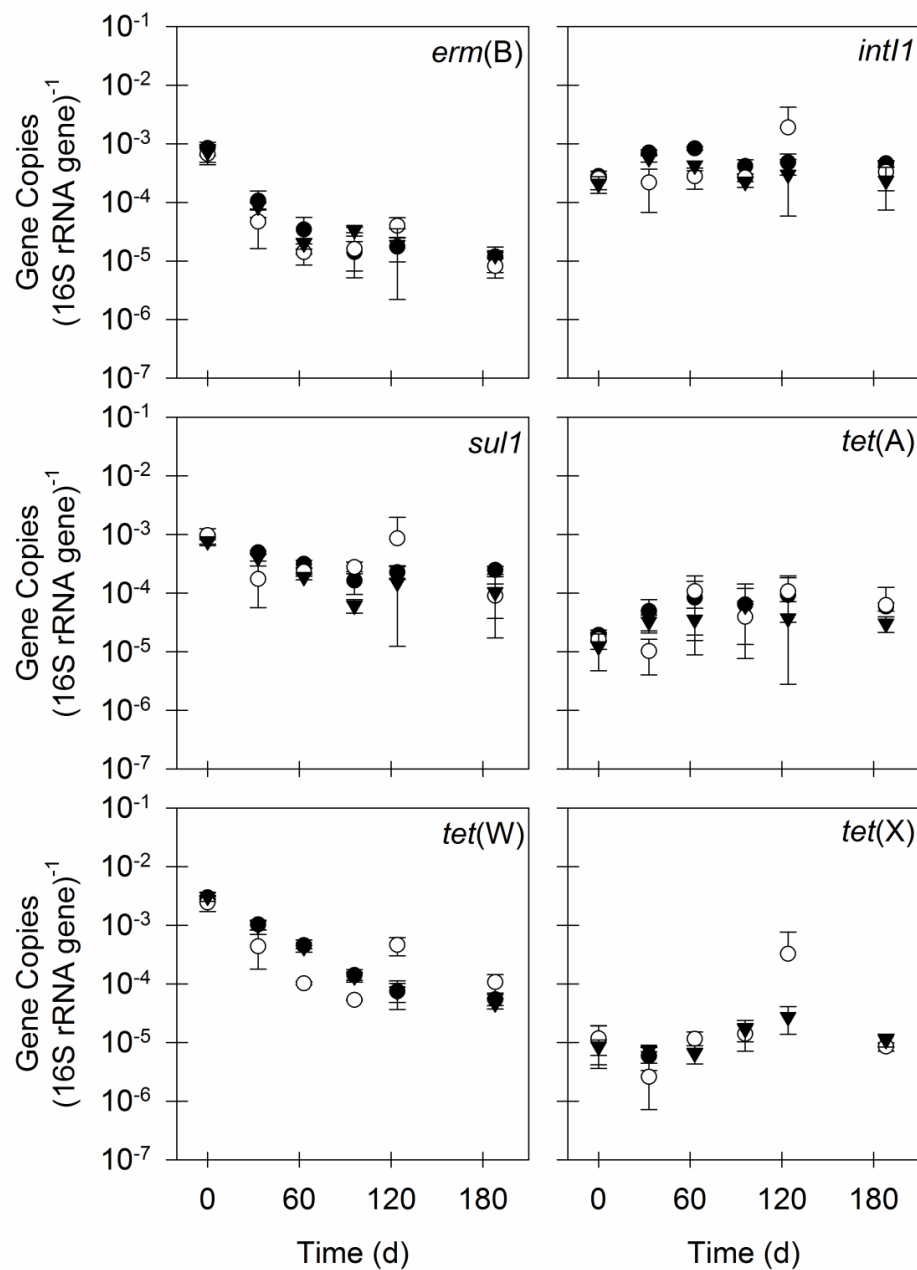 erm(B)
intI1
10⁻¹
10⁻²
10⁻³
10⁻⁴
10⁻⁵
10⁻⁶
10⁻⁷
Gene Copies
(16S rRNA gene)⁻¹
sul1
tet(A)
10⁻¹
10⁻²
10⁻³
10⁻⁴
10⁻⁵
10⁻⁶
10⁻⁷
Gene Copies
(16S rRNA gene)⁻¹
tet(W)
tet(X)
10⁻¹
10⁻²
10⁻³
10⁻⁴
10⁻⁵
10⁻⁶
10⁻⁷
Gene Copies
(16S rRNA gene)⁻¹
0 60 120 180
0 60 120 180
Time (d)
Time (d)